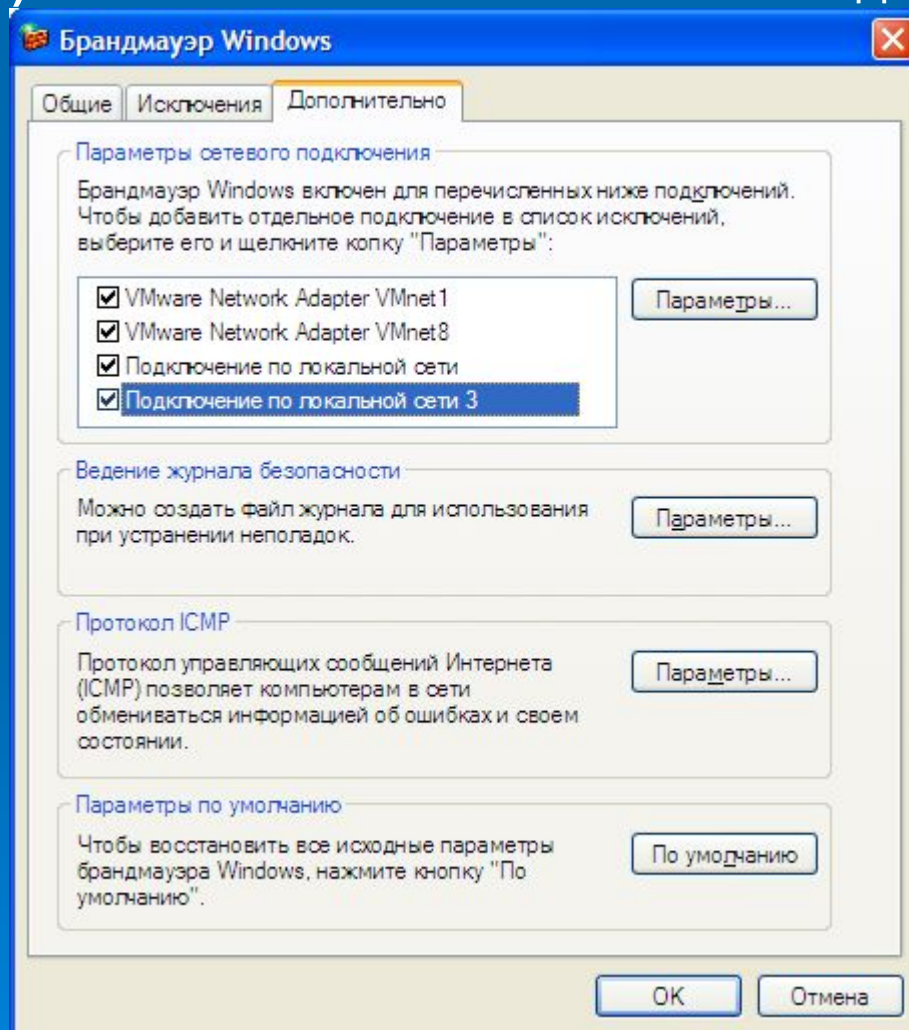 Брандмауэр Windows
Общие Исключения Дополнительно
Параметры сетевого подключения
Брандмауэр Windows включен для перечисленных ниже подключений.
Чтобы добавить отдельное подключение в список исключений,
выберите его и щелкните копку "Параметры":
VMware Network Adapter VMnet1
Параметры...
VMware Network Adapter VMnet8
Подключение по локальной сети
Подключение по локальной сети 3
Ведение журнала безопасности
Можно создать файл журнала для использования
при устранении неполадок.
Параметры...
Протокол ICMP
Протокол управляющих сообщений Интернета
(ICMP) позволяет компьютерам в сети
обмениваться информацией об ошибках и своем
состоянии.
Параметры...
Параметры по умолчанию
Чтобы восстановить все исходные параметры
брандмауэра Windows, нажмите кнопку "По
умолчанию".
По умолчанию
OK Отмена